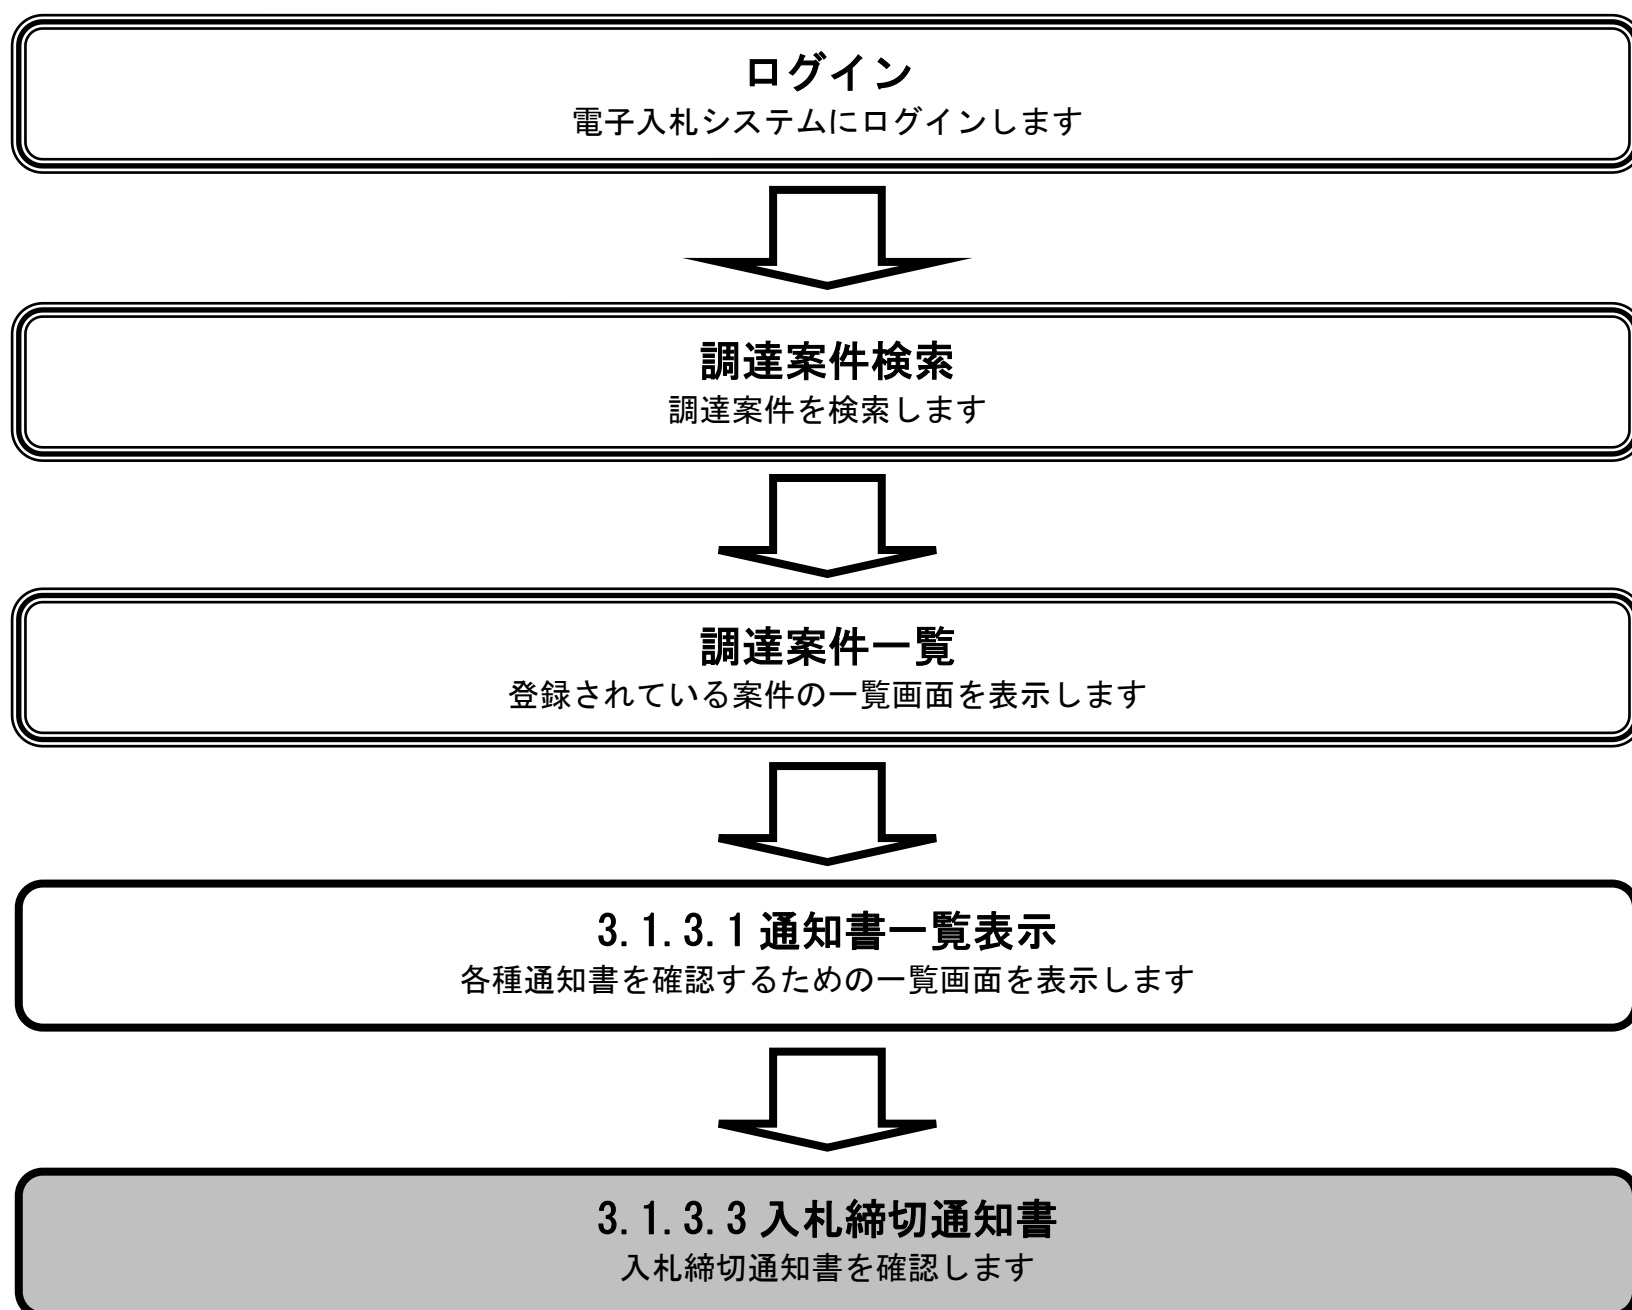 ログイン
電子入札システムにログインします
調達案件検索
調達案件を検索します
調達案件一覧
登録されている案件の一覧画面を表示します
3.1.3.1 通知書一覧表示
各種通知書を確認するための一覧画面を表示します
3.1.3.3 入札締切通知書
入札締切通知書を確認します